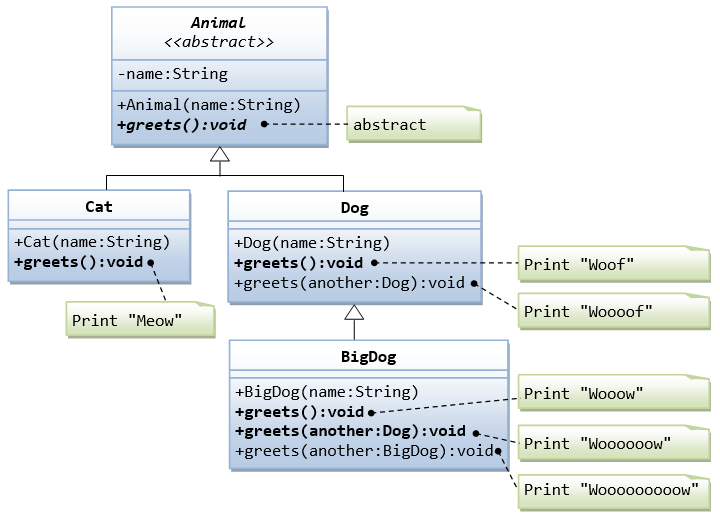 Animal
<<abstract>>
-name:String
+Animal(name:String)
+greets():void
abstract
Cat
+Cat(name:String)
+greets():void
Print "Meow"
Dog
+Dog(name:String)
+greets():void
+greets(another:Dog):void
Print "Woof"
Print "Woooof"
BigDog
+BigDog(name:String)
+greets():void
+greets(another:Dog):void
+greets(another:BigDog):void
Print "Wooow"
Print "Woooooow"
Print "Wooooooooow"